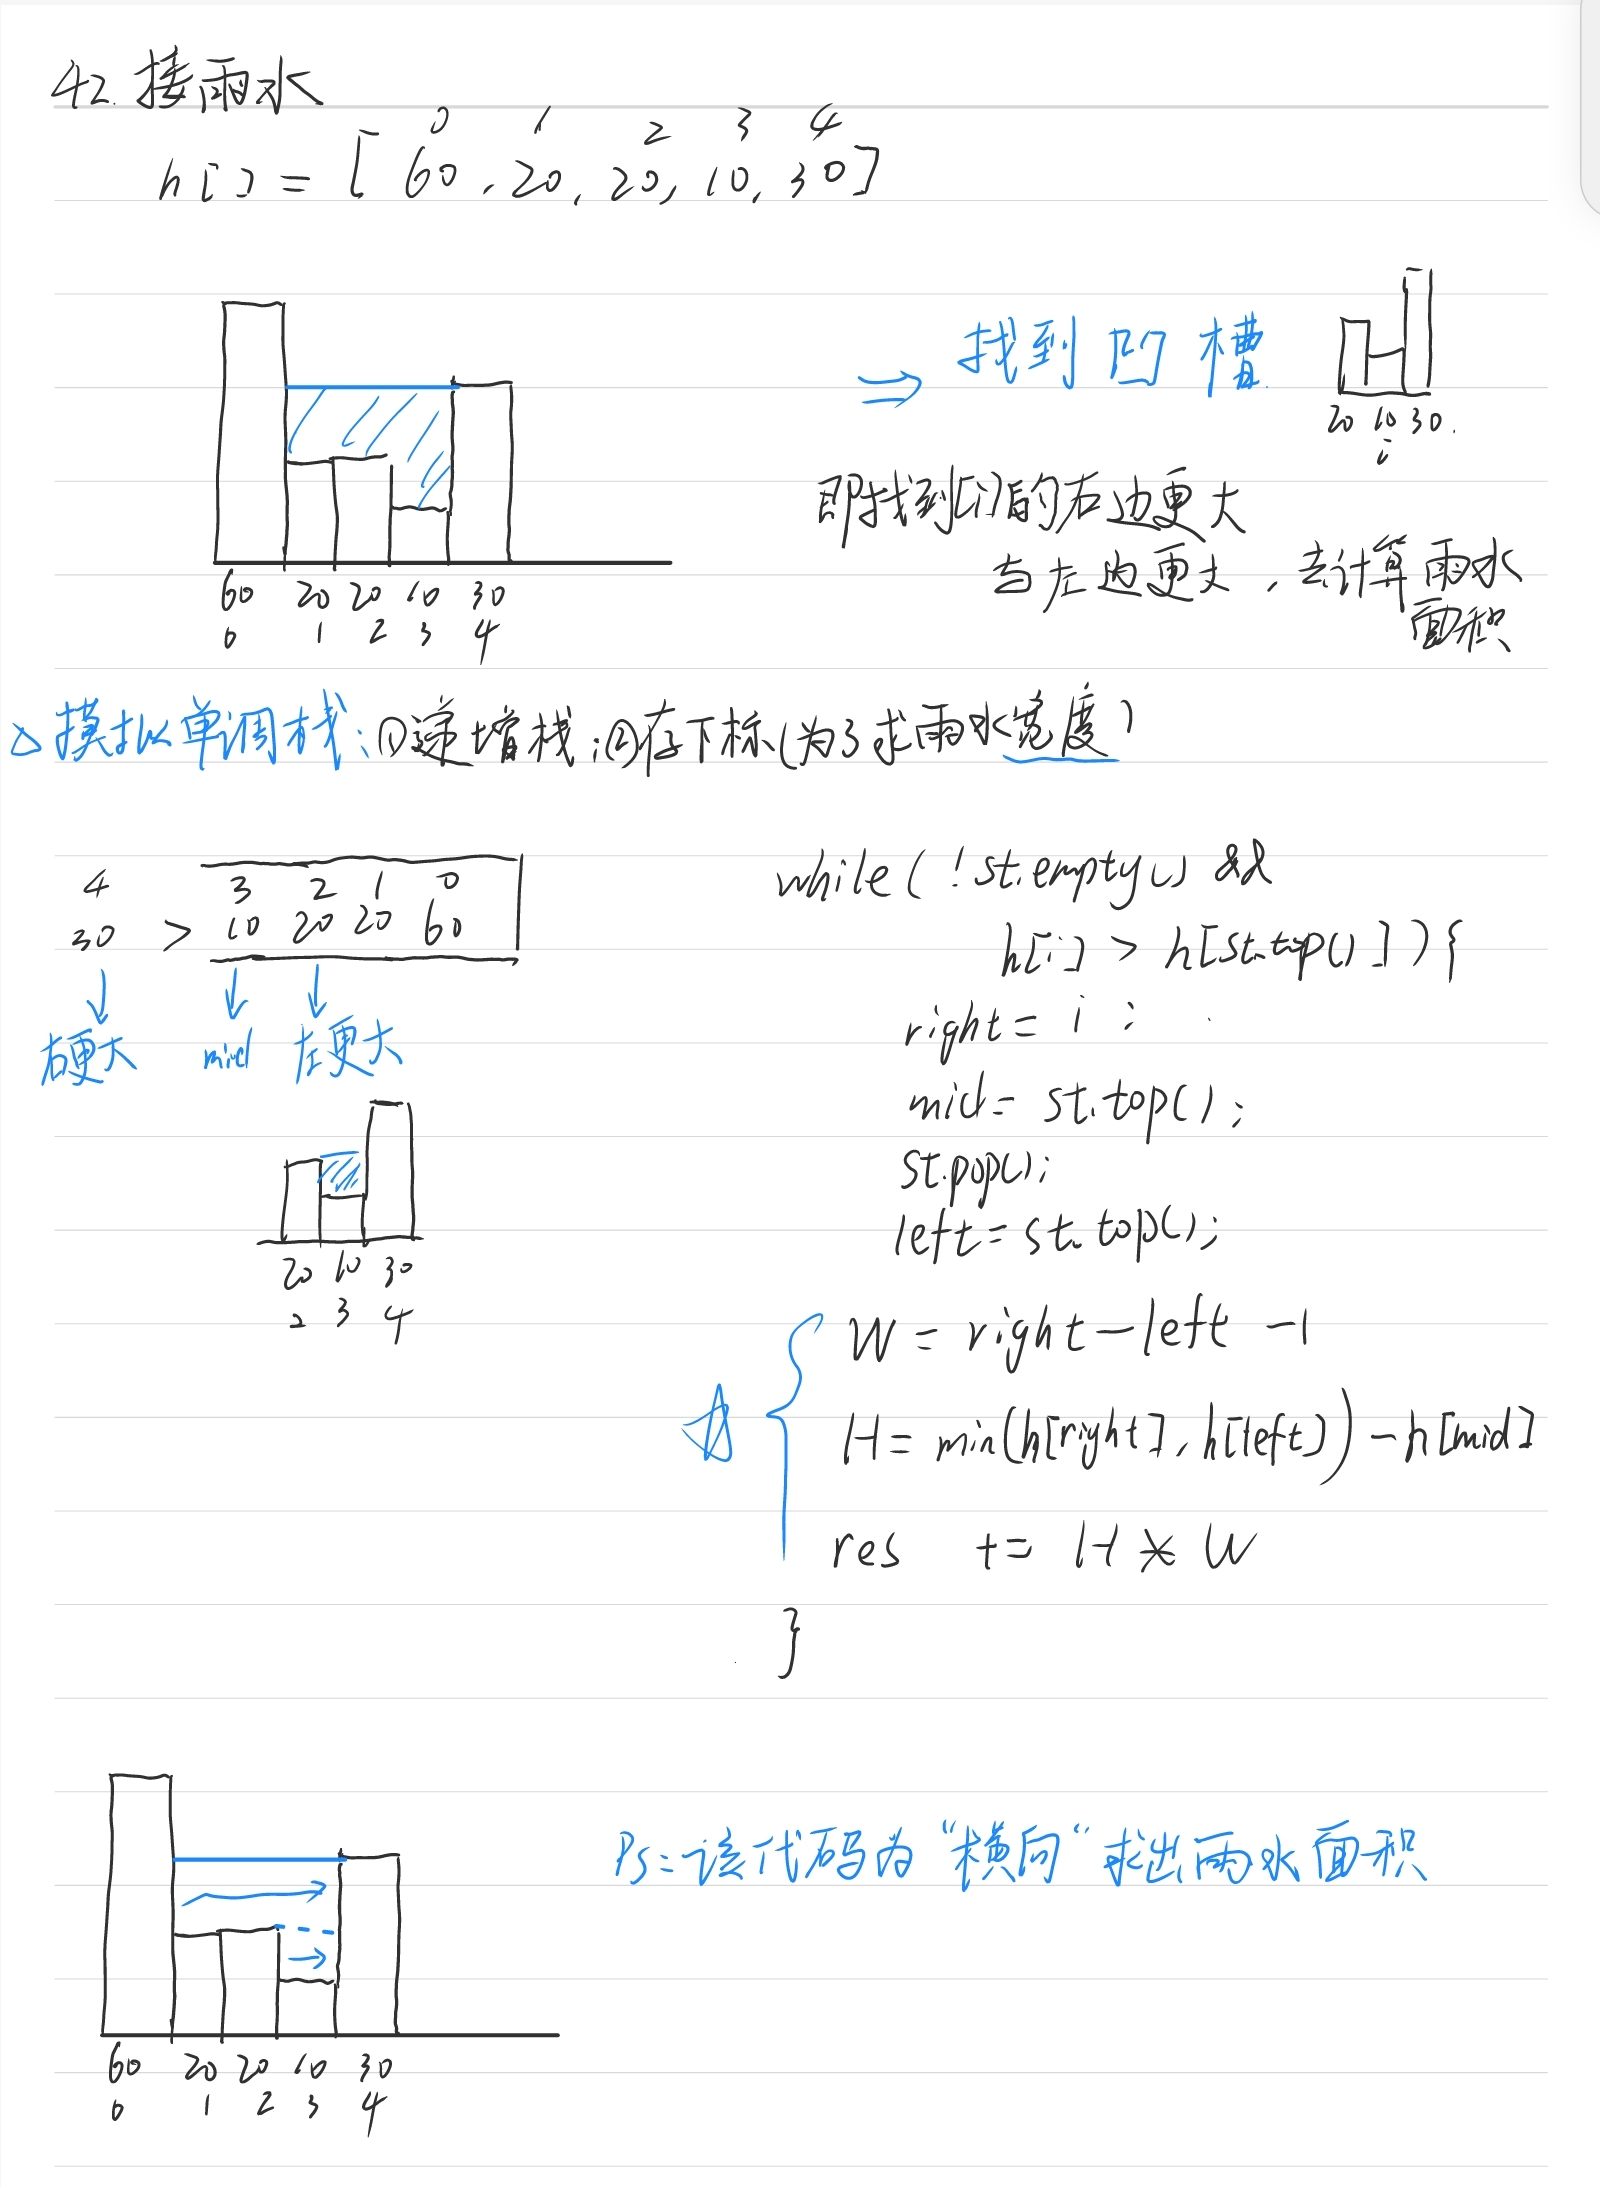 42. 接雨水
0 1 2 3 4
h[] = [ 60, 20, 20, 10, 30]
60 20 20 10 30
0 1 2 3 4
⇒ 找到 凹 槽
20 10 30.
i
即找到[i]的右边更大
与左边更大，去计算雨水
面积
△摸拟单调栈：①递增栈；②存下标(为了求雨水宽度)
4 3 2 1 0
30 > 10 20 20 60
右更大 mid 左更大
20 10 30
2 3 4
while ( !st.empty() &&
h[i] > h[st.top()] ) {
right = i ;
mid = st.top();
st.pop();
left = st.top();
W = right - left - 1
H = min(h[right], h[left]) - h[mid]
res += H * W
}
60 20 20 10 30
0 1 2 3 4
Ps:该代码为“横向“求出雨水面积